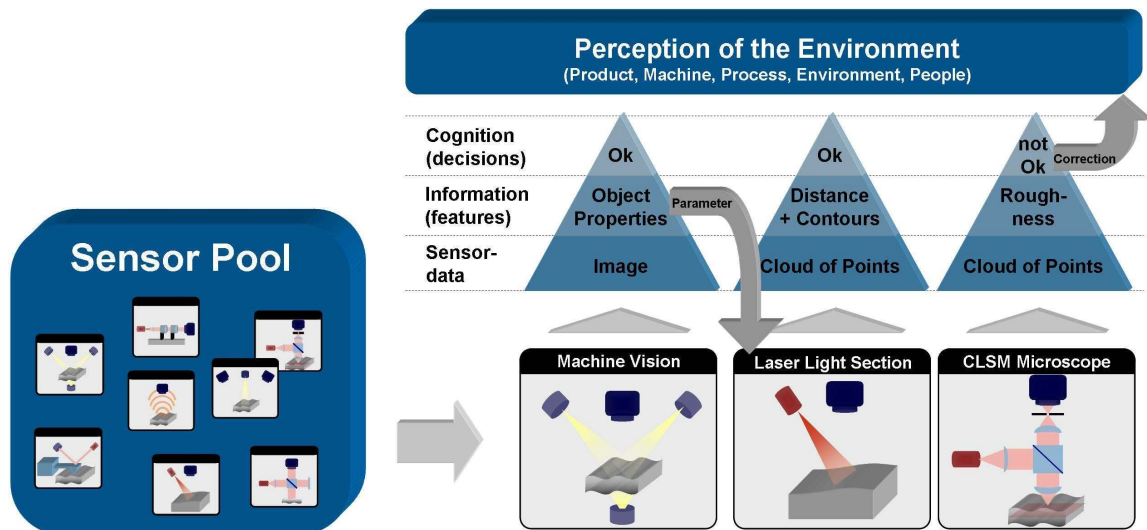 Perception of the Environment
(Product, Machine, Process, Environment, People)
Cognition
(decisions)
Ok
Ok
not
Ok
Correction
Information
(features)
Object
Properties
Parameter
Distance
+ Contours
Rough-
ness
Sensor-
data
Image
Cloud of Points
Cloud of Points
Sensor Pool
Machine Vision
Laser Light Section
CLSM Microscope